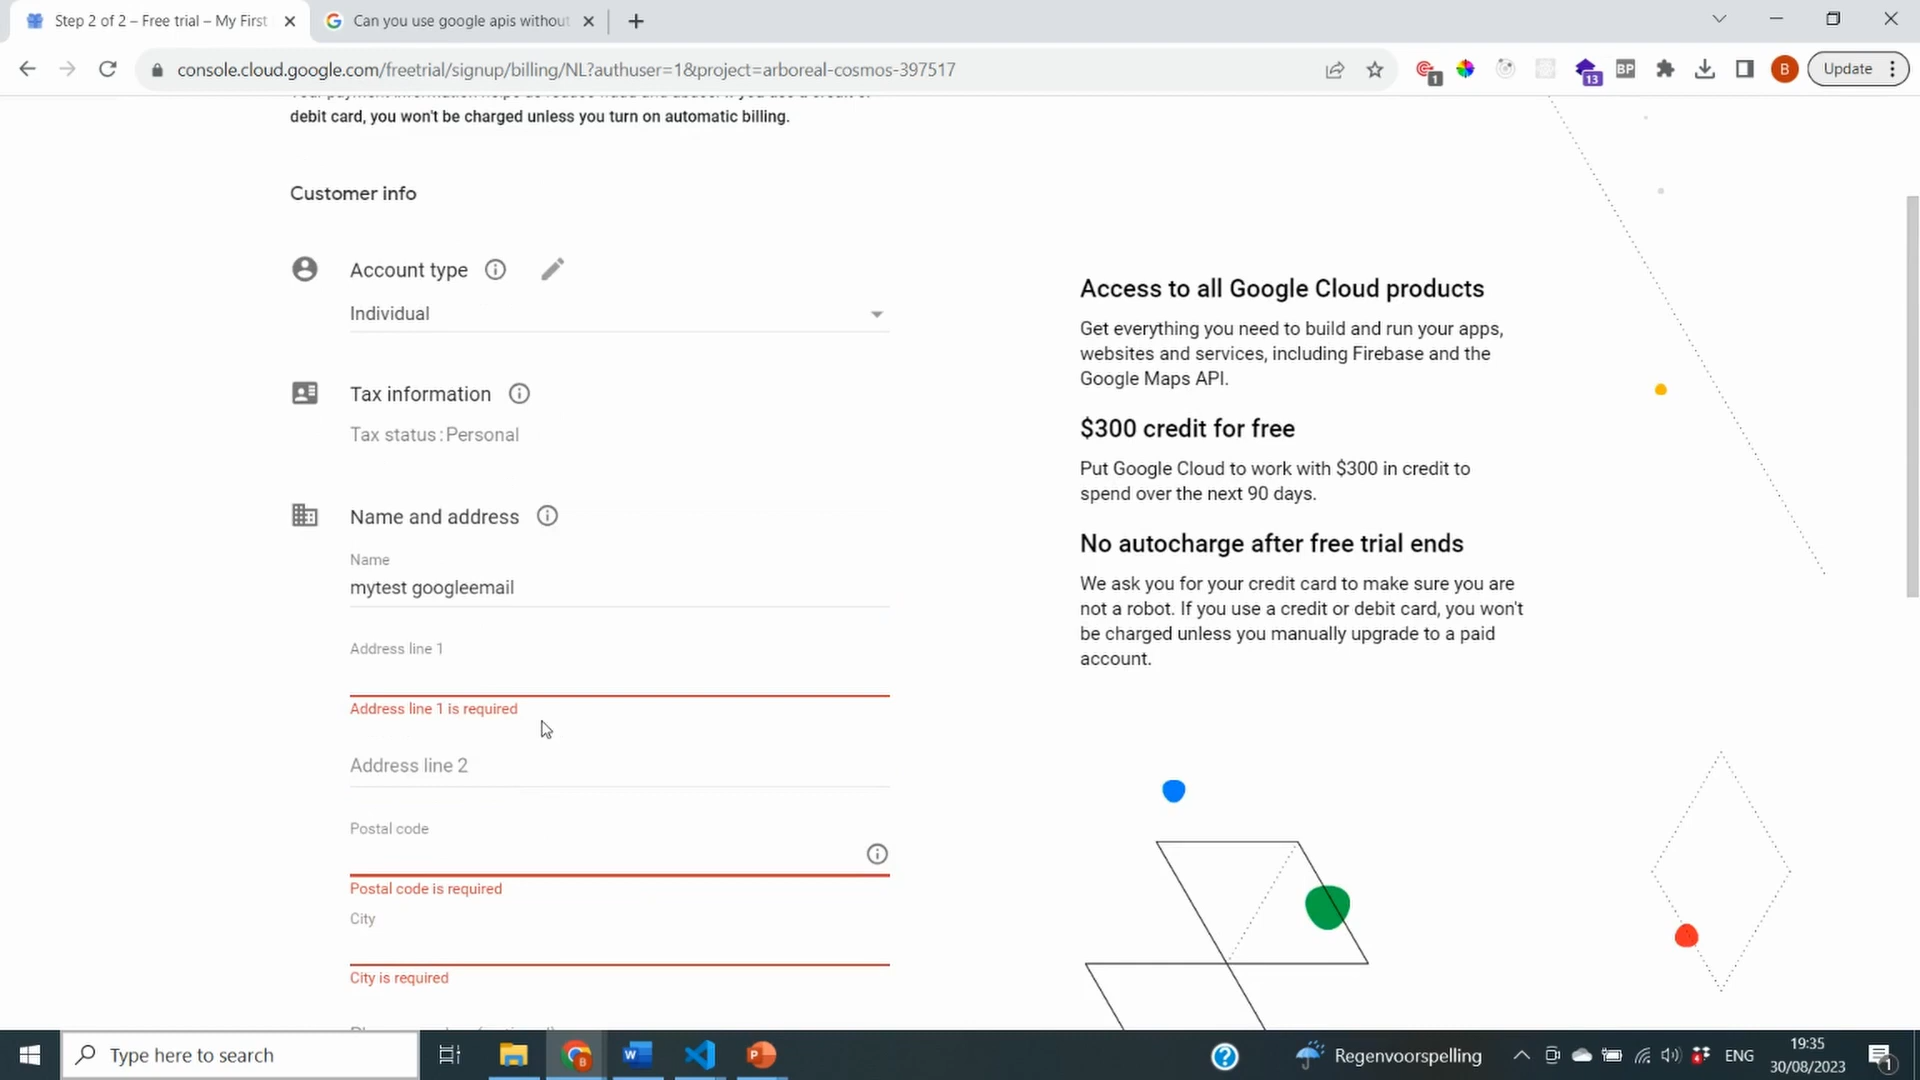 Step 2 of 2 – Free trial – My First
Can you use google apis without
console.cloud.google.com/freetrial/signup/billing/NL?authuser=1&project=arboreal-cosmos-397517
1
13
BP
B
Update
debit card, you won't be charged unless you turn on automatic billing.
Customer info
Account type
Individual
Tax information
Tax status: Personal
Name and address
Name
mytest googleemail
Address line 1
Address line 1 is required
Address line 2
Postal code
Postal code is required
City
City is required
Access to all Google Cloud products
Get everything you need to build and run your apps,
websites and services, including Firebase and the
Google Maps API.
$300 credit for free
Put Google Cloud to work with $300 in credit to
spend over the next 90 days.
No autocharge after free trial ends
We ask you for your credit card to make sure you are
not a robot. If you use a credit or debit card, you won't
be charged unless you manually upgrade to a paid
account.
Type here to search
Regenvoorspelling
ENG
19:35
30/08/2023
1